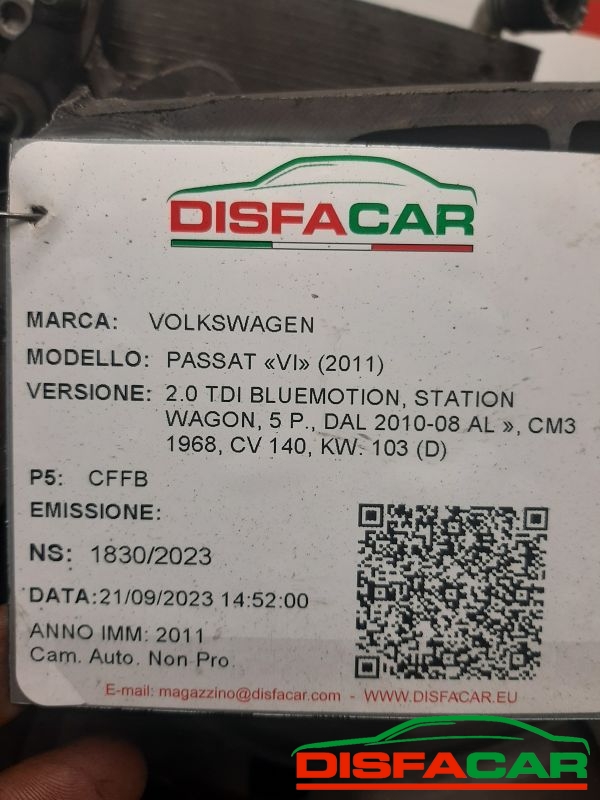 DISFACAR
MARCA: VOLKSWAGEN
MODELLO: PASSAT «VI» (2011)
VERSIONE: 2.0 TDI BLUEMOTION, STATION
WAGON, 5 P., DAL 2010-08 AL », CM3
1968, CV 140, KW. 103 (D)
P5: CFFB
EMISSIONE:
NS: 1830/2023
DATA:21/09/2023 14:52:00
ANNO IMM: 2011
Cam. Auto. Non Pro.
E-mail: magazzino@disfacar.com - WWW.DISFACAR.EU
DISFACAR